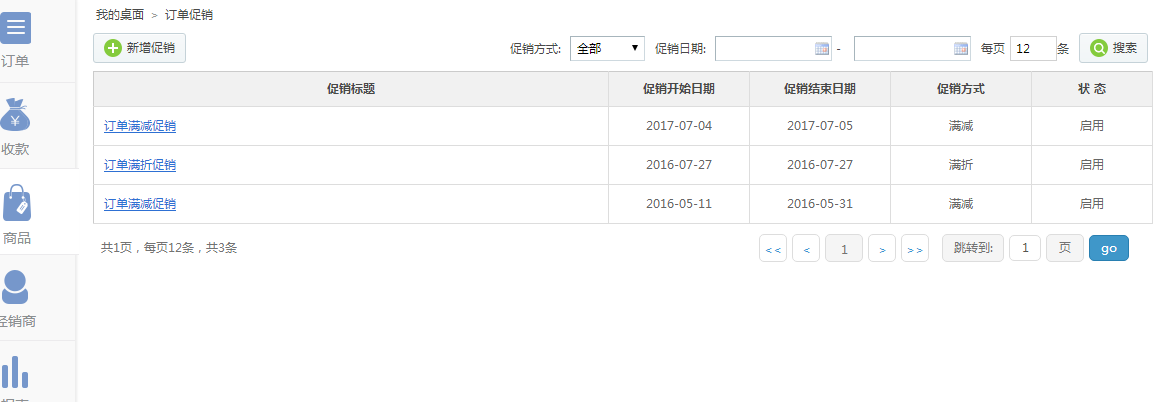 我的桌面 > 订单促销
新增促销
促销方式: 全部 促销日期: - 每页 12 条 搜索
促销标题 促销开始日期 促销结束日期 促销方式 状 态
订单满减促销 2017-07-04 2017-07-05 满减 启用
订单满折促销 2016-07-27 2016-07-27 满折 启用
订单满减促销 2016-05-11 2016-05-31 满减 启用
共1页，每页12条，共3条
<< < 1 > >> 跳转到: 1 页 go
订单
¥
收款
商品
经销商